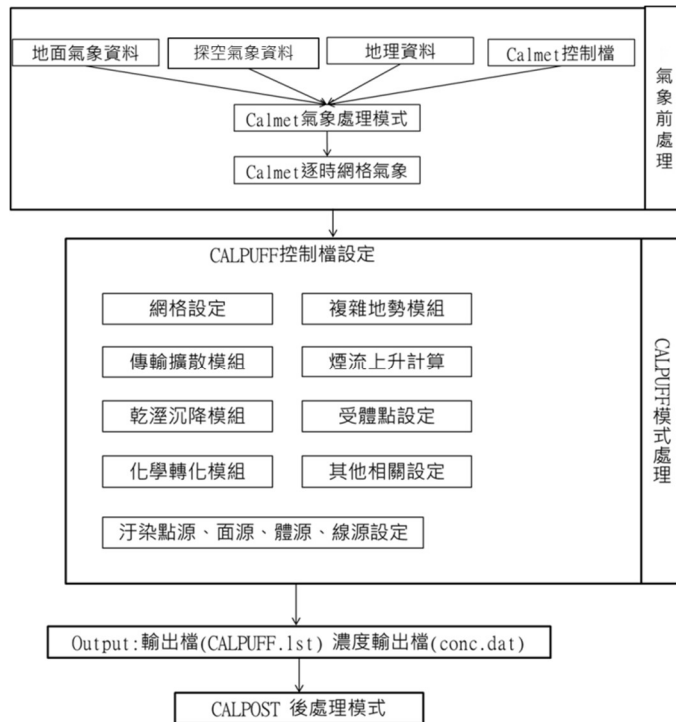 地面氣象資料
探空氣象資料
地理資料
Calmet控制檔
Calmet氣象處理模式
Calmet逐時網格氣象
氣象前處理
CALPUFF控制檔設定
網格設定
複雜地勢模組
傳輸擴散模組
煙流上升計算
乾溼沉降模組
受體點設定
化學轉化模組
其他相關設定
汙染點源、面源、體源、線源設定
CALPUFF模式處理
Output:輸出檔(CALPUFF.lst) 濃度輸出檔(conc.dat)
CALPOST 後處理模式